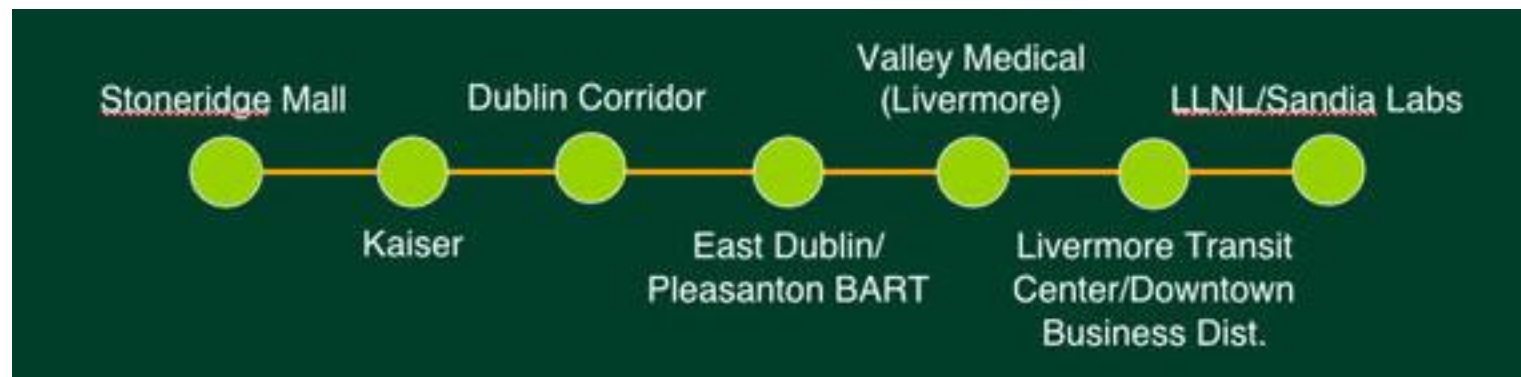 Stoneridge Mall
Kaiser
Dublin Corridor
East Dublin/
Pleasanton BART
Valley Medical
(Livermore)
Livermore Transit
Center/Downtown
Business Dist.
LLNL/Sandia Labs